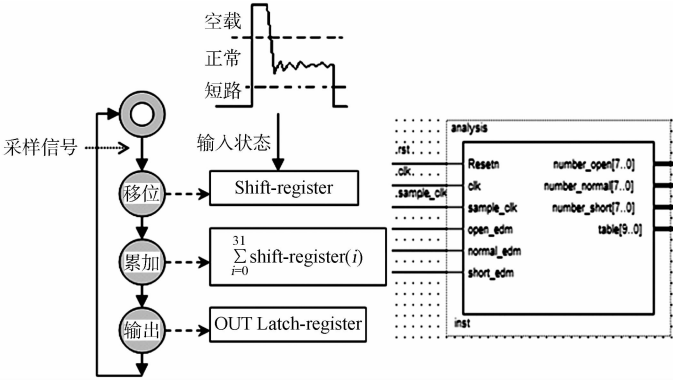 空载
正常
短路
采样信号
输入状态
移位
Shift-register
累加
31
∑shift-register(i)
i=0
输出
OUT Latch-register
analysis
.rst
.clk
.sample_clk
Resetn
clk
sample_clk
open_edm
normal_edm
short_edm
number_open[7..0]
number_normal[7..0]
number_short[7..0]
table[9..0]
inst